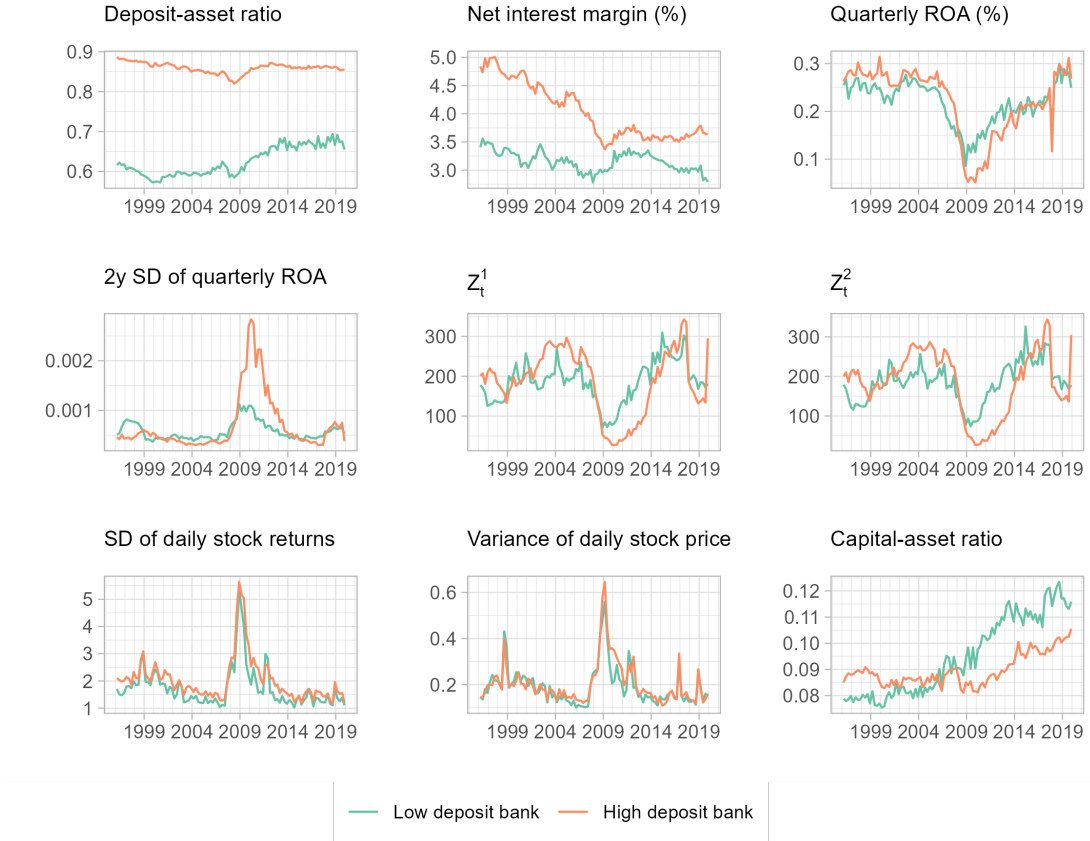 Deposit-asset ratio
Net interest margin (%)
Quarterly ROA (%)
0.9
0.8
0.7
0.6
1999 2004 2009 2014 2019
5.0
4.5
4.0
3.5
3.0
1999 2004 2009 2014 2019
0.3
0.2
0.1
1999 2004 2009 2014 2019
2y SD of quarterly ROA
Z_t^1
Z_t^2
0.002
0.001
1999 2004 2009 2014 2019
300
200
100
1999 2004 2009 2014 2019
300
200
100
1999 2004 2009 2014 2019
SD of daily stock returns
Variance of daily stock price
Capital-asset ratio
5
4
3
2
1
1999 2004 2009 2014 2019
0.6
0.4
0.2
1999 2004 2009 2014 2019
0.12
0.11
0.10
0.09
0.08
1999 2004 2009 2014 2019
Low deposit bank
High deposit bank